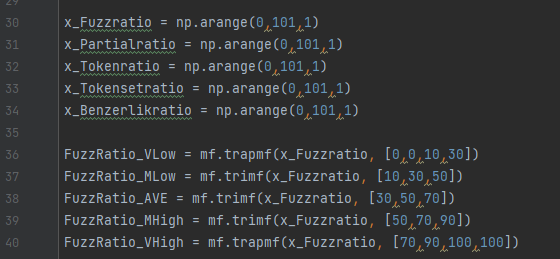 30 x_Fuzzratio = np.arange(0,101,1)
31 x_Partialratio = np.arange(0,101,1)
32 x_Tokenratio = np.arange(0,101,1)
33 x_Tokensetratio = np.arange(0,101,1)
34 x_Benzerlikratio = np.arange(0,101,1)
35
36 FuzzRatio_VLow = mf.trapmf(x_Fuzzratio, [0,0,10,30])
37 FuzzRatio_MLow = mf.trimf(x_Fuzzratio, [10,30,50])
38 FuzzRatio_AVE = mf.trimf(x_Fuzzratio, [30,50,70])
39 FuzzRatio_MHigh = mf.trimf(x_Fuzzratio, [50,70,90])
40 FuzzRatio_VHigh = mf.trapmf(x_Fuzzratio, [70,90,100,100])